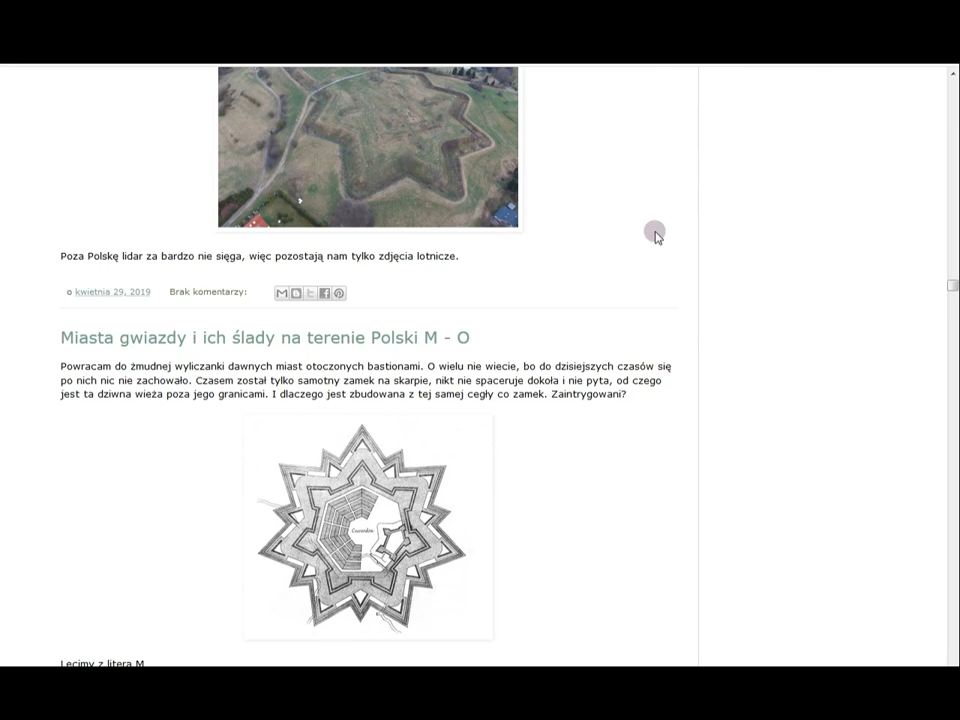 Poza Polskę lidar za bardzo nie sięga, więc pozostają nam tylko zdjęcia lotnicze.
o kwietnia 29, 2019 Brak komentarzy:
Miasta gwiazdy i ich ślady na terenie Polski M - O
Powracam do żmudnej wyliczanki dawnych miast otoczonych bastionami. O wielu nie wiecie, bo do dzisiejszych czasów się
po nich nic nie zachowało. Czasem został tylko samotny zamek na skarpie, nikt nie spaceruje dokoła i nie pyta, od czego
jest ta dziwna wieża poza jego granicami. I dlaczego jest zbudowana z tej samej cegły co zamek. Zaintrygowani?
Coevorden
Lecimy z literą M